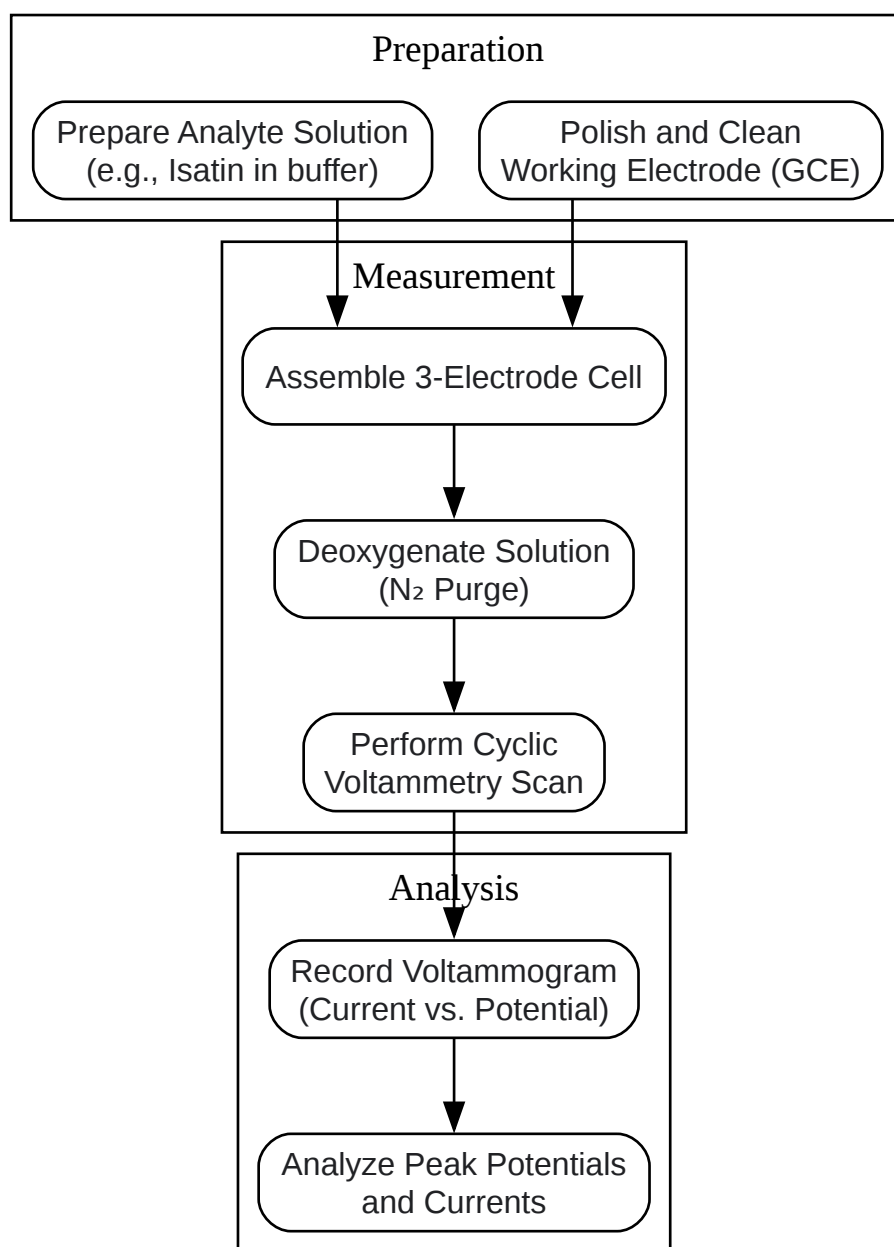 Preparation
Prepare Analyte Solution
(e.g., Isatin in buffer)
Polish and Clean
Working Electrode (GCE)
Measurement
Assemble 3-Electrode Cell
Deoxygenate Solution
(N₂ Purge)
Perform Cyclic
Voltammetry Scan
Analysis
Record Voltammogram
(Current vs. Potential)
Analyze Peak Potentials
and Currents